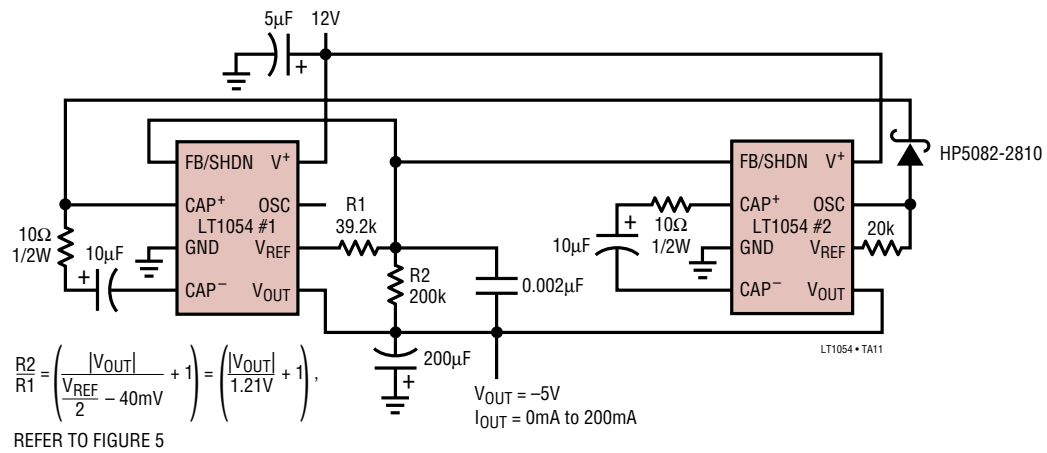 5µF 12V
+
HP5082-2810
FB/SHDN V+
CAP+ OSC
LT1054 #1
GND VREF
CAP– VOUT
10Ω
1/2W
10µF
+
R1
39.2k
R2
200k
0.002µF
200µF
+
FB/SHDN V+
CAP+ OSC
LT1054 #2
GND VREF
CAP– VOUT
+
10µF
10Ω
1/2W
20k
LT1054 • TA11
VOUT = –5V
IOUT = 0mA to 200mA
R2/R1 = (|VOUT|/(VREF/2 – 40mV) + 1) = (|VOUT|/1.21V + 1),
REFER TO FIGURE 5